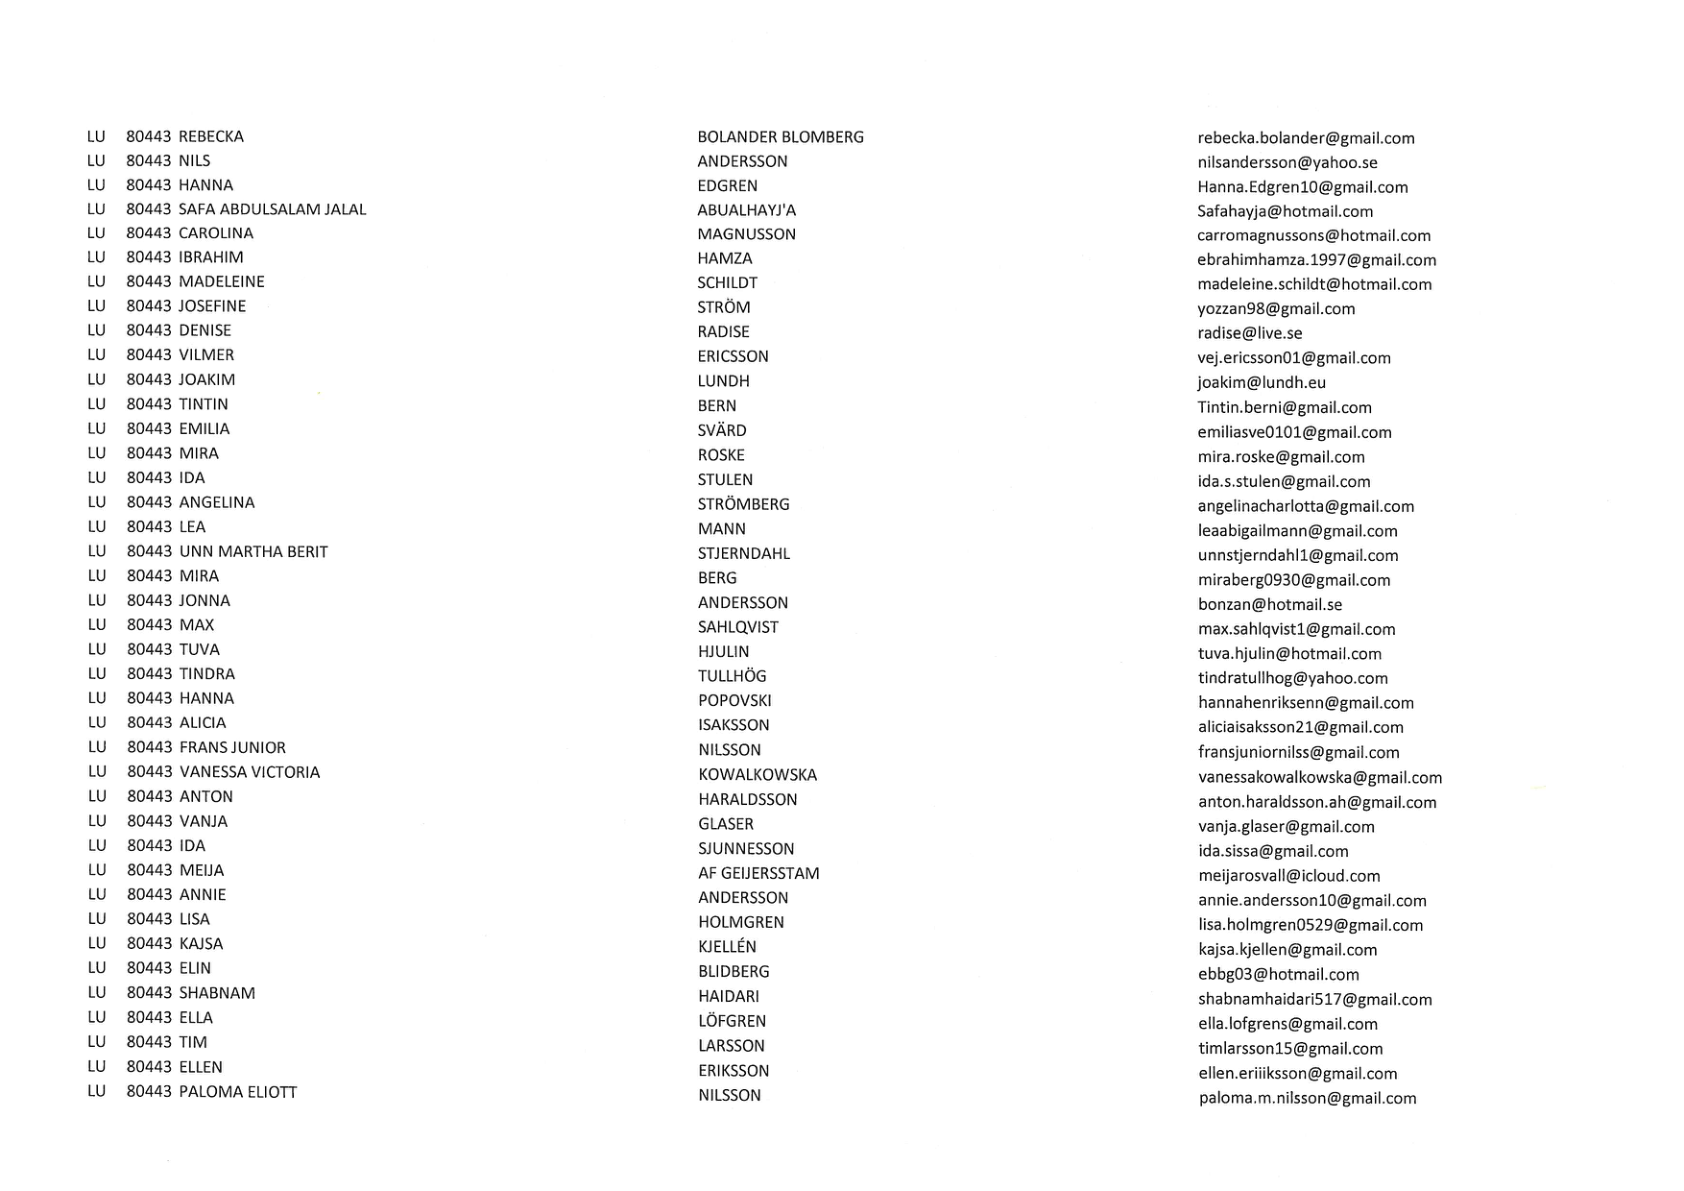 LU 80443 REBECKA BOLANDER BLOMBERG rebecka.bolander@gmail.com
LU 80443 NILS ANDERSSON nilsandersson@yahoo.se
LU 80443 HANNA EDGREN Hanna.Edgren10@gmail.com
LU 80443 SAFA ABDULSALAM JALAL ABUALHAYJ'A Safahayja@hotmail.com
LU 80443 CAROLINA MAGNUSSON carromagnussons@hotmail.com
LU 80443 IBRAHIM HAMZA ebrahimhamza.1997@gmail.com
LU 80443 MADELEINE SCHILDT madeleine.schildt@hotmail.com
LU 80443 JOSEFINE STRÖM yozzan98@gmail.com
LU 80443 DENISE RADISE radise@live.se
LU 80443 VILMER ERICSSON vej.ericsson01@gmail.com
LU 80443 JOAKIM LUNDH joakim@lundh.eu
LU 80443 TINTIN BERN Tintin.berni@gmail.com
LU 80443 EMILIA SVÄRD emiliasve0101@gmail.com
LU 80443 MIRA ROSKE mira.roske@gmail.com
LU 80443 IDA STULEN ida.s.stulen@gmail.com
LU 80443 ANGELINA STRÖMBERG angelinacharlotta@gmail.com
LU 80443 LEA MANN leaabigailmann@gmail.com
LU 80443 UNN MARTHA BERIT STJERNDAHL unnstjerndahl1@gmail.com
LU 80443 MIRA BERG miraberg0930@gmail.com
LU 80443 JONNA ANDERSSON bonzan@hotmail.se
LU 80443 MAX SAHLQVIST max.sahlqvist1@gmail.com
LU 80443 TUVA HJULIN tuva.hjulin@hotmail.com
LU 80443 TINDRA TULLHÖG tindratullhog@yahoo.com
LU 80443 HANNA POPOVSKI hannahenriksenn@gmail.com
LU 80443 ALICIA ISAKSSON aliciaisaksson21@gmail.com
LU 80443 FRANS JUNIOR NILSSON fransjuniornilss@gmail.com
LU 80443 VANESSA VICTORIA KOWALKOWSKA vanessakowalkowska@gmail.com
LU 80443 ANTON HARALDSSON anton.haraldsson.ah@gmail.com
LU 80443 VANJA GLASER vanja.glaser@gmail.com
LU 80443 IDA SJUNNESSON ida.sissa@gmail.com
LU 80443 MEIJA AF GEIJERSSTAM meijarosvall@icloud.com
LU 80443 ANNIE ANDERSSON annie.andersson10@gmail.com
LU 80443 LISA HOLMGREN lisa.holmgren0529@gmail.com
LU 80443 KAJSA KJELLÉN kajsa.kjellen@gmail.com
LU 80443 ELIN BLIDBERG ebbg03@hotmail.com
LU 80443 SHABNAM HAIDARI shabnamhaidari517@gmail.com
LU 80443 ELLA LÖFGREN ella.lofgrens@gmail.com
LU 80443 TIM LARSSON timlarsson15@gmail.com
LU 80443 ELLEN ERIKSSON ellen.eriiiksson@gmail.com
LU 80443 PALOMA ELIOTT NILSSON paloma.m.nilsson@gmail.com